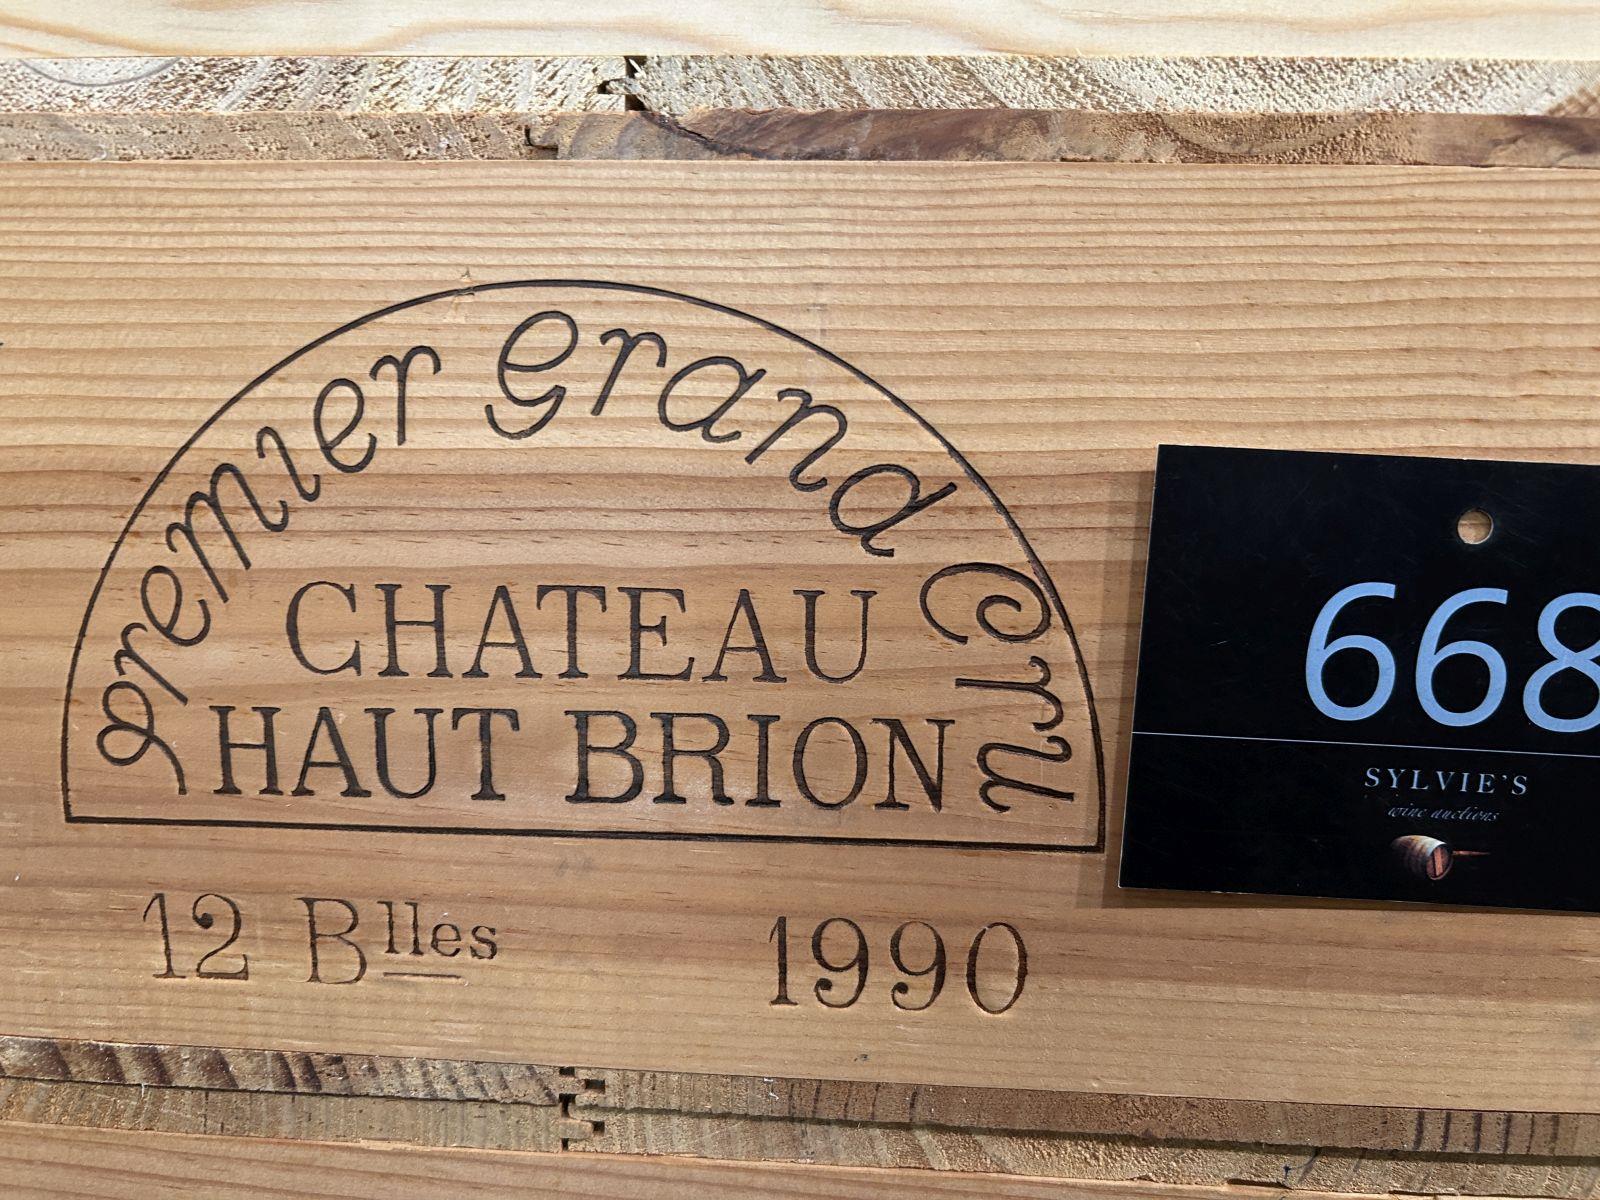 Premier Grand Cru
CHATEAU
HAUT BRION
12 Blles
1990
668
SYLVIE'S
wine auctions